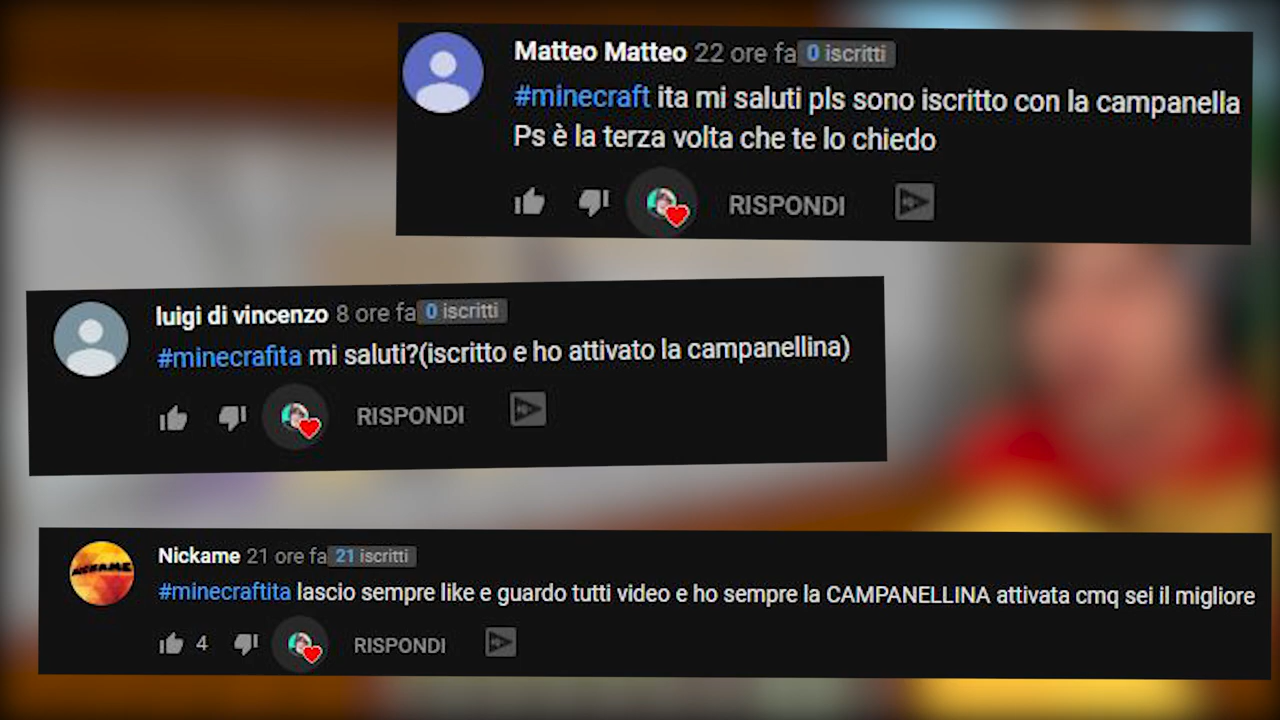 Matteo Matteo 22 ore fa 0 iscritti
#minecraft ita mi saluti pls sono iscritto con la campanella
Ps è la terza volta che te lo chiedo
RISPONDI
luigi di vincenzo 8 ore fa 0 iscritti
#minecrafita mi saluti?(iscritto e ho attivato la campanellina)
RISPONDI
NICKAME
Nickame 21 ore fa 21 iscritti
#minecraftita lascio sempre like e guardo tutti video e ho sempre la CAMPANELLINA attivata cmq sei il migliore
4 RISPONDI